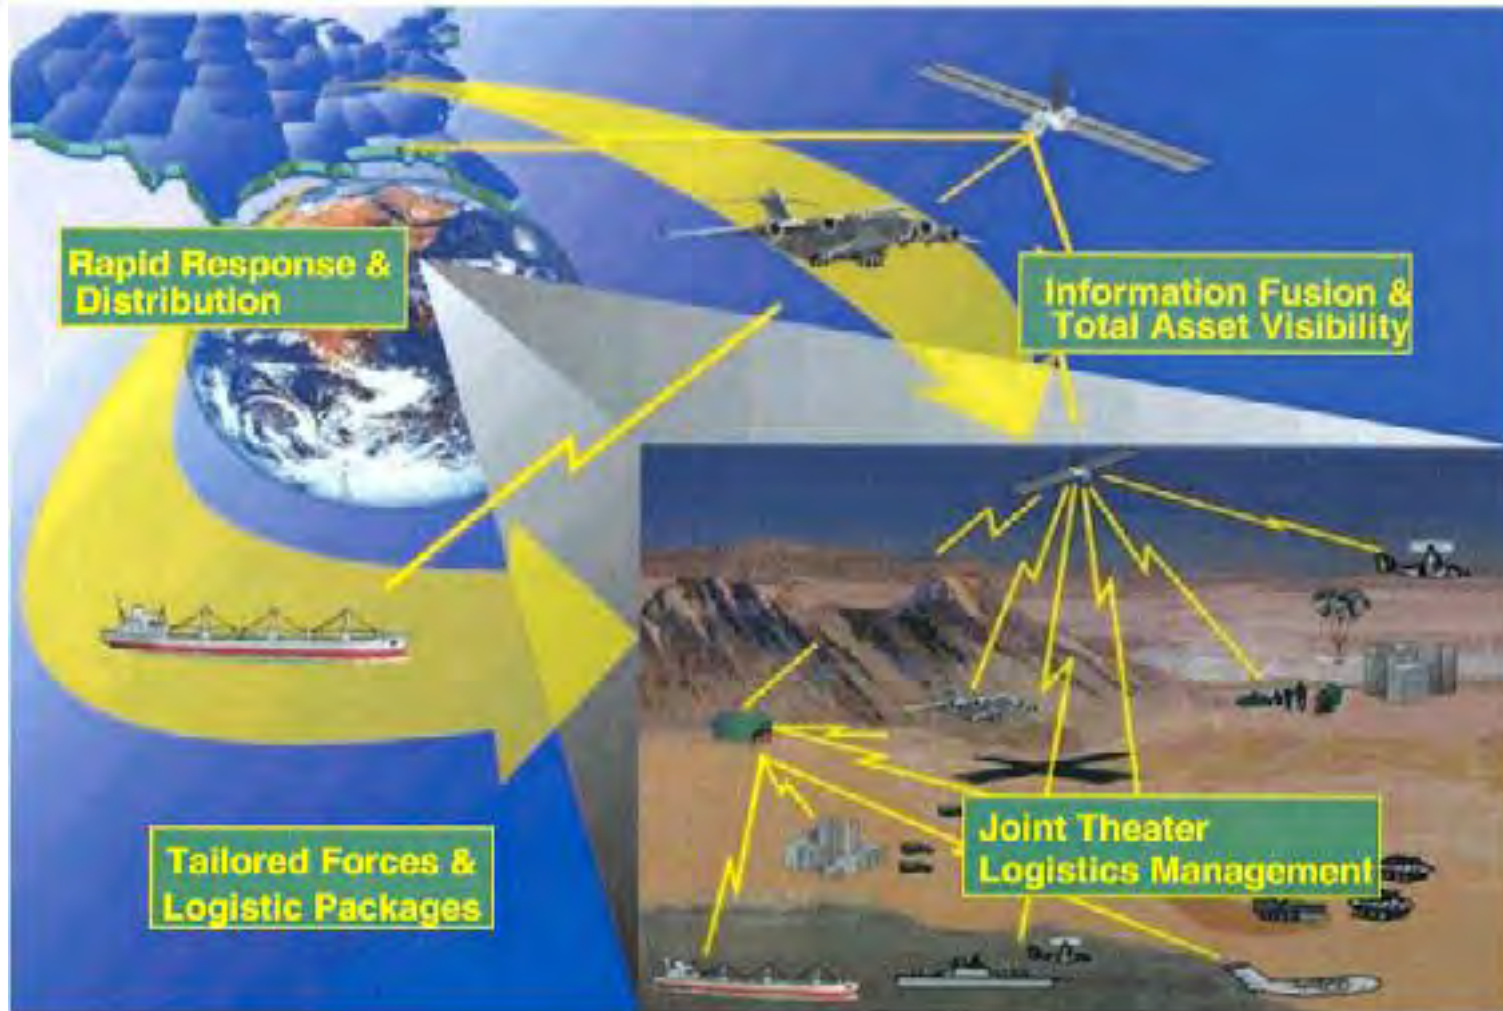 Rapid Response &
Distribution
Information Fusion &
Total Asset Visibility
Tailored Forces &
Logistic Packages
Joint Theater
Logistics Management